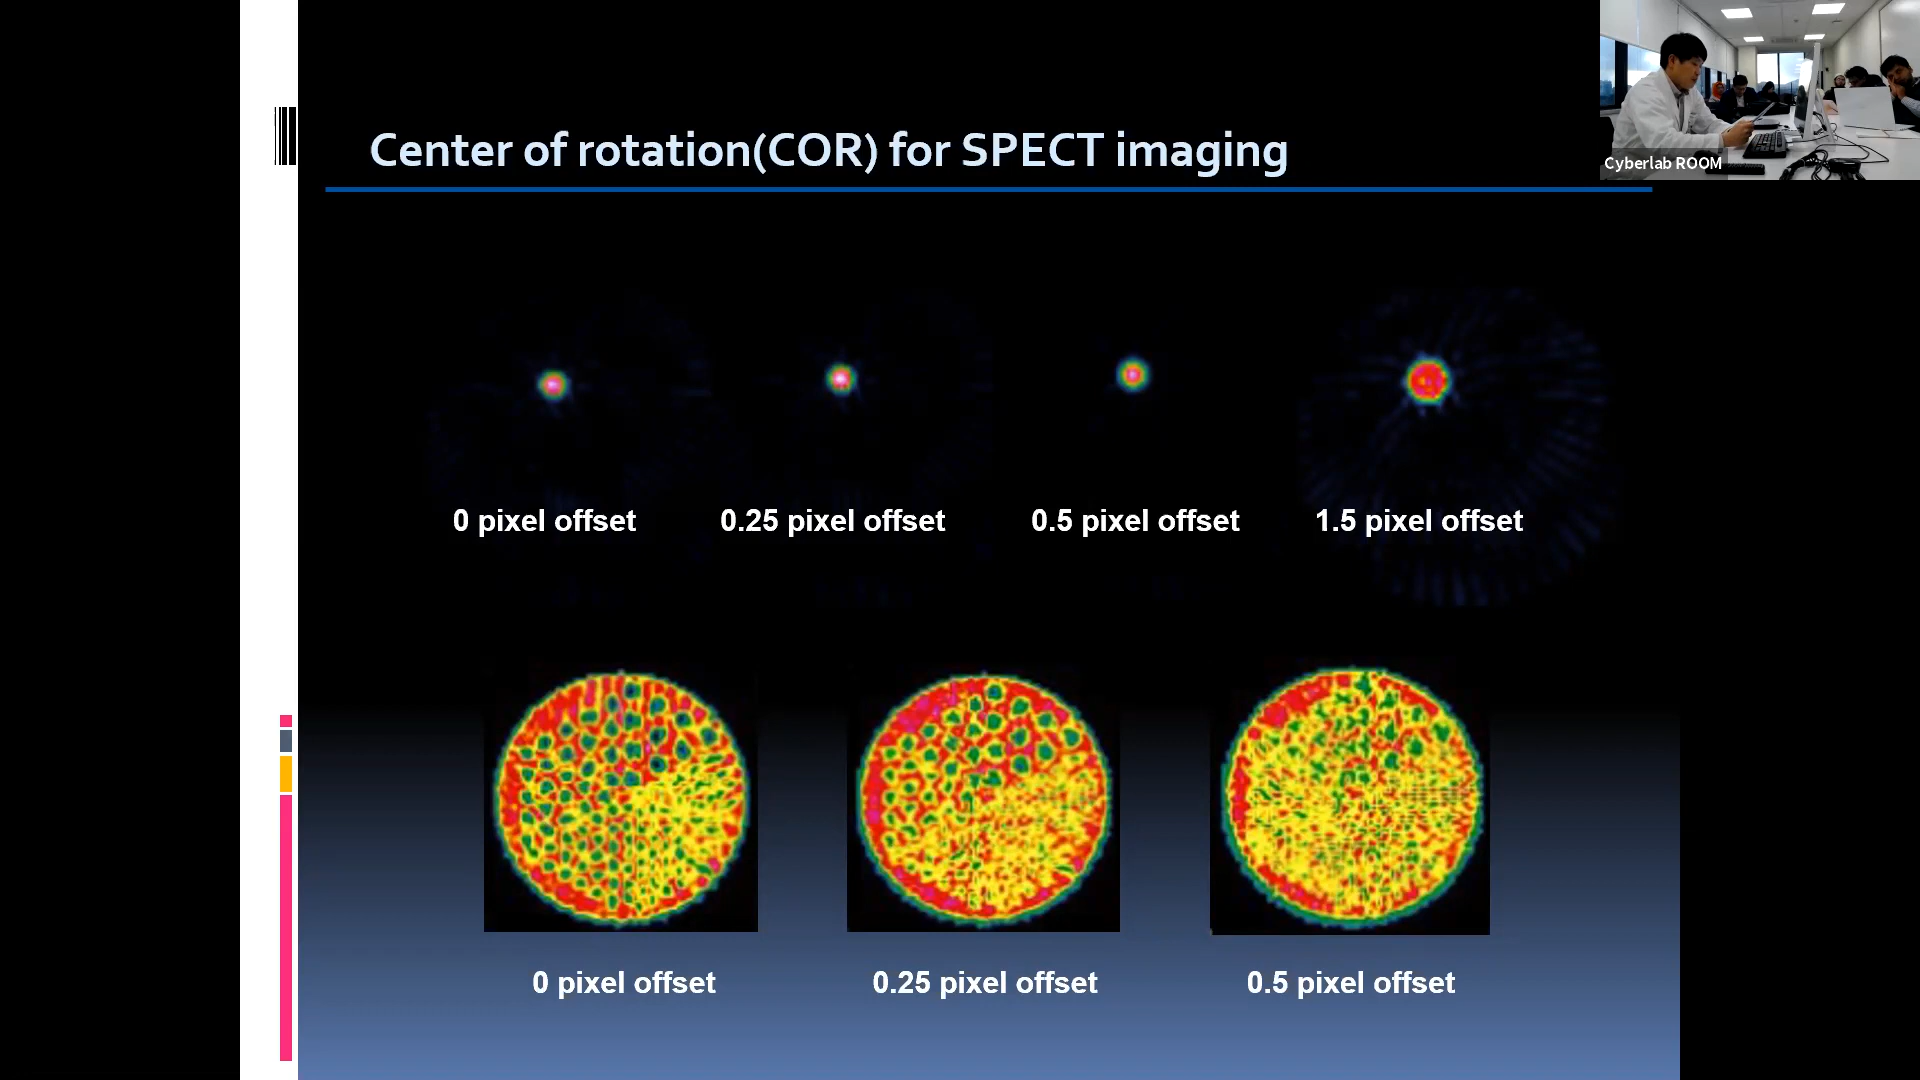 Center of rotation(COR) for SPECT imaging
Cyberlab ROOM
0 pixel offset
0.25 pixel offset
0.5 pixel offset
1.5 pixel offset
0 pixel offset
0.25 pixel offset
0.5 pixel offset